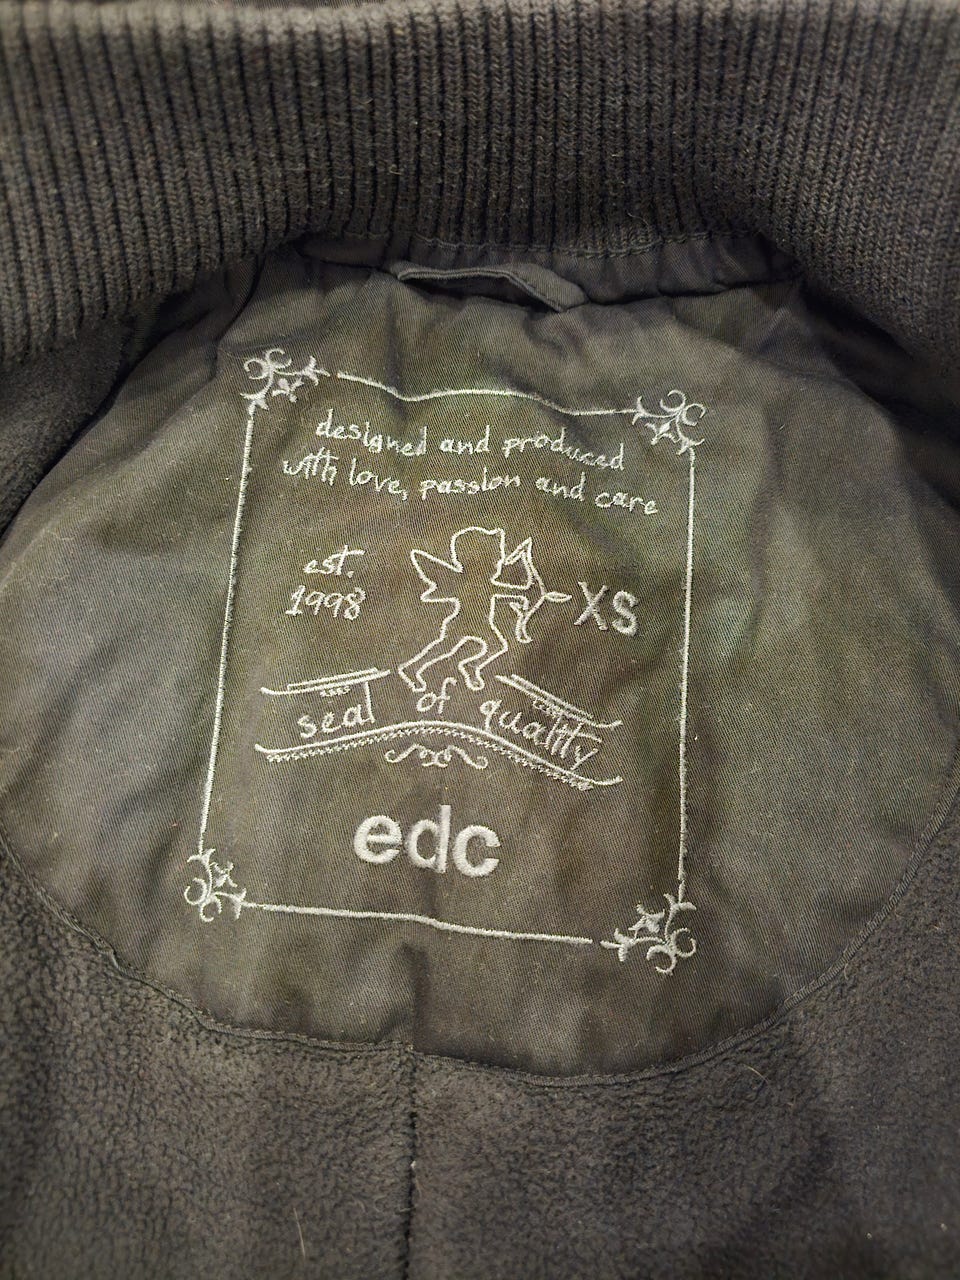 designed and produced
with love, passion and care
est.
1998
XS
seal of quality
edc